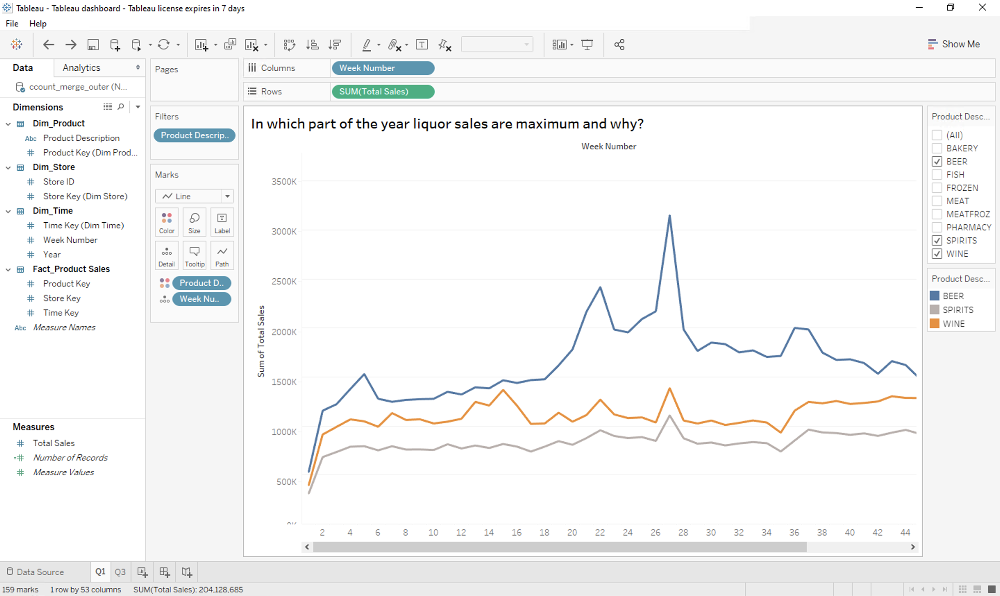 Tableau - Tableau dashboard - Tableau license expires in 7 days
File Help
Show Me
Data Analytics
ccount_merge_outer (N...
Dimensions
Dim_Product
Abc Product Description
# Product Key (Dim Prod...
Dim_Store
# Store ID
# Store Key (Dim Store)
Dim_Time
# Time Key (Dim Time)
# Week Number
# Year
Fact_Product Sales
# Product Key
# Store Key
# Time Key
Abc Measure Names
Measures
# Total Sales
=# Number of Records
# Measure Values
Pages
Filters
Product Descrip..
Marks
Line
Color Size Label
Detail Tooltip Path
Product D..
Week Nu..
Columns Week Number
Rows SUM(Total Sales)
In which part of the year liquor sales are maximum and why?
Week Number
3500K
3000K
2500K
2000K
1500K
1000K
500K
Sum of Total Sales
2 4 6 8 10 12 14 16 18 20 22 24 26 28 30 32 34 36 38 40 42 44
Product Desc...
(All)
BAKERY
BEER
FISH
FROZEN
MEAT
MEATFROZ
PHARMACY
SPIRITS
WINE
Product Desc...
BEER
SPIRITS
WINE
Data Source Q1 Q3
159 marks 1 row by 53 columns SUM(Total Sales): 204,128,685